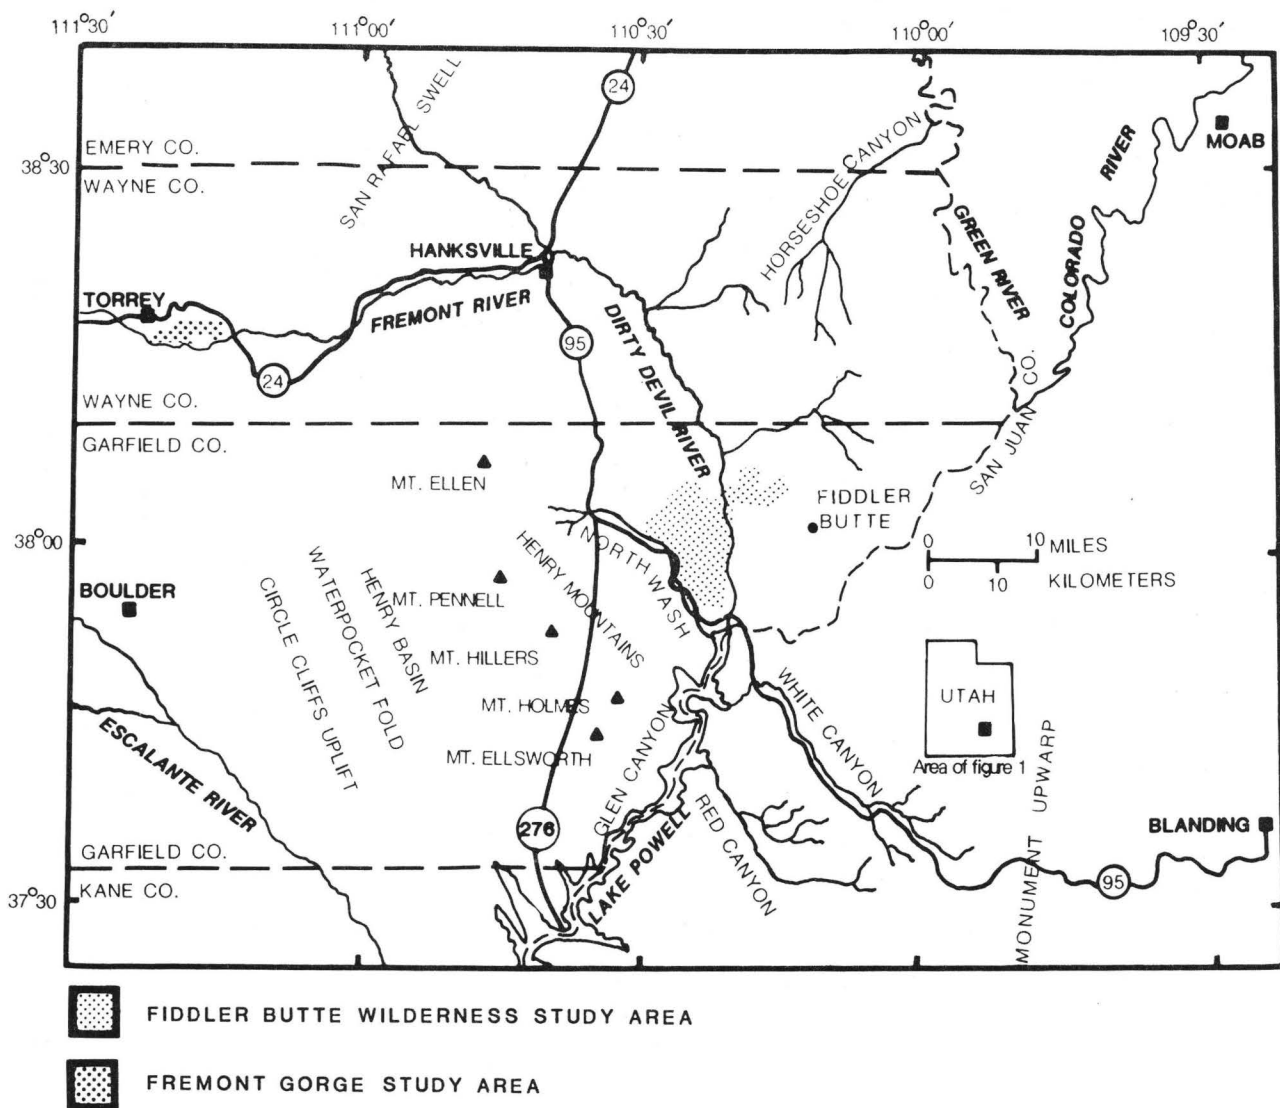 111°30′ 111°00′ 110°30′ 110°00′ 109°30′
24
SAN RAFAEL SWELL
EMERY CO.
38°30
WAYNE CO.
HORSESHOE CANYON
MOAB
RIVER
COLORADO
GREEN RIVER
HANKSVILLE
TORREY
FREMONT RIVER
DIRTY DEVIL RIVER
95
24
WAYNE CO.
GARFIELD CO.
SAN JUAN CO.
MT. ELLEN
FIDDLER
BUTTE
38°00
NORTH WASH
0 10 MILES
0 10 KILOMETERS
BOULDER
HENRY MOUNTAINS
MT. PENNELL
HENRY BASIN
WATERPOCKET FOLD
CIRCLE CLIFFS UPLIFT
MT. HILLERS
MT. HOLMES
MT. ELLSWORTH
GLEN CANYON
WHITE CANYON
UTAH
Area of figure 1
ESCALANTE RIVER
276
RED CANYON
LAKE POWELL
MONUMENT UPWARP
BLANDING
95
GARFIELD CO.
KANE CO.
37°30
FIDDLER BUTTE WILDERNESS STUDY AREA
FREMONT GORGE STUDY AREA